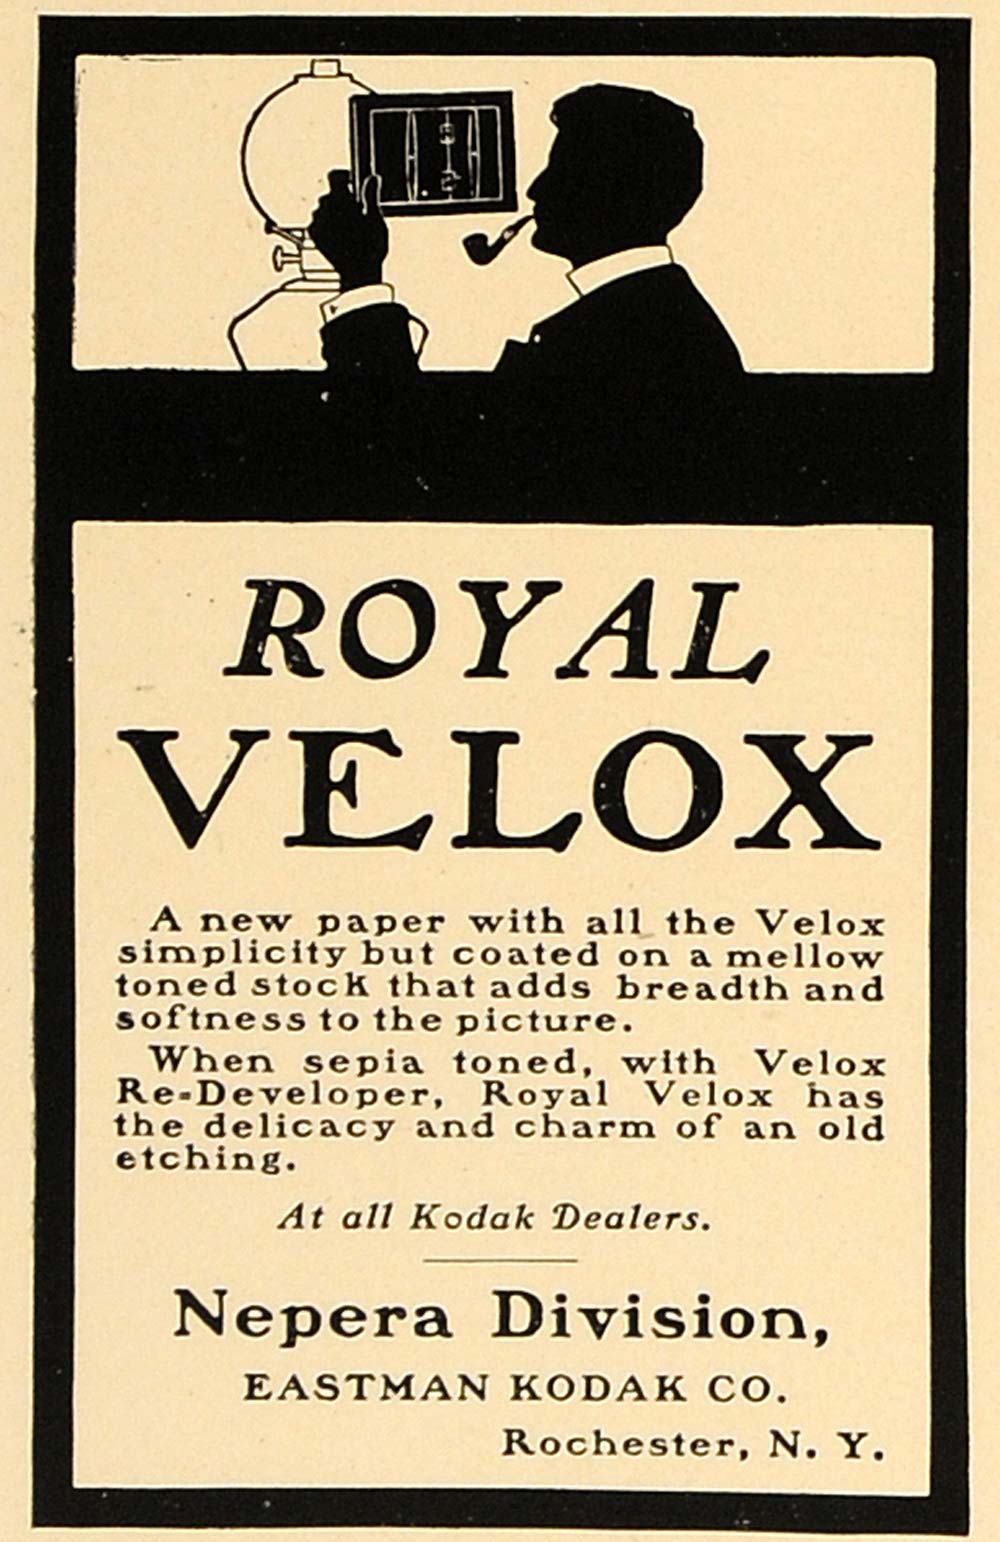 ROYAL
VELOX
A new paper with all the Velox
simplicity but coated on a mellow
toned stock that adds breadth and
softness to the picture.
When sepia toned, with Velox
Re-Developer, Royal Velox has
the delicacy and charm of an old
etching.
At all Kodak Dealers.
Nepera Division,
EASTMAN KODAK CO.
Rochester, N. Y.